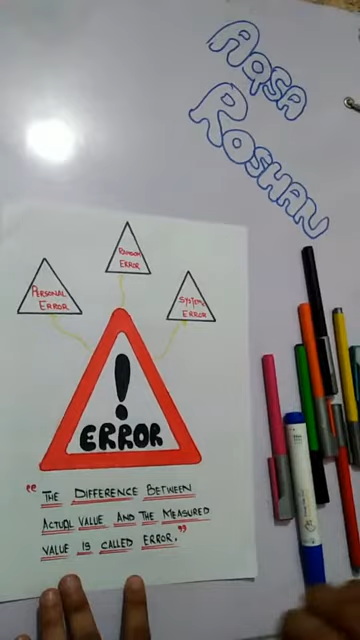 AQSA
ROSHAN
RANDOM
ERROR
PERSONAL
ERROR
SYSTEM
ERROR
!
ERROR
"THE DIFFERENCE BETWEEN
ACTUAL VALUE AND THE MEASURED
VALUE IS CALLED ERROR."